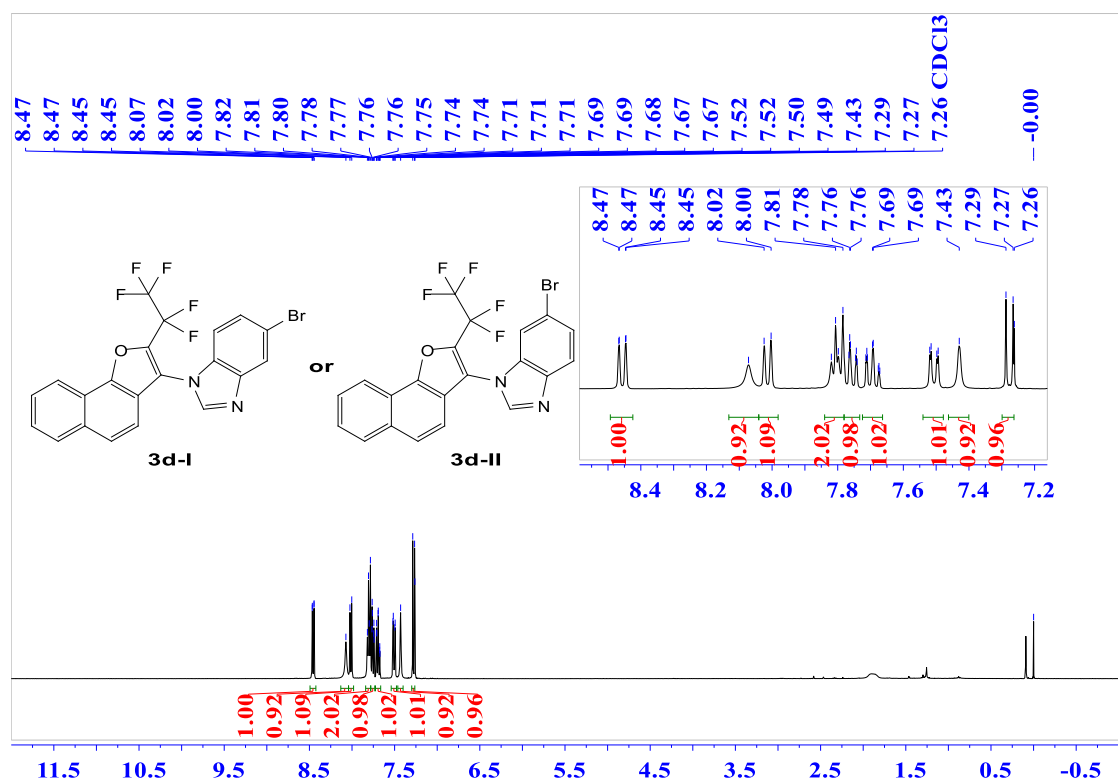 8.47 8.47 8.45 8.45 8.07 8.02 8.00 7.82 7.81 7.80 7.78 7.77 7.76 7.76 7.75 7.74 7.74 7.71 7.71 7.71 7.69 7.69 7.68 7.67 7.67 7.52 7.52 7.50 7.49 7.43 7.29 7.27 7.26 CDCl3 -0.00
8.47 8.47 8.45 8.45 8.02 8.00 7.81 7.78 7.76 7.76 7.69 7.69 7.43 7.29 7.27 7.26
F F
F F
F
O
N
N
Br
3d-I
or
F F
F F
F
Br
O
N
N
3d-II
1.00 0.92 1.09 2.02 0.98 1.02 1.01 0.92 0.96
8.4 8.2 8.0 7.8 7.6 7.4 7.2
1.00 0.92 1.09 2.02 0.98 1.02 1.01 0.92 0.96
11.5 10.5 9.5 8.5 7.5 6.5 5.5 4.5 3.5 2.5 1.5 0.5 -0.5